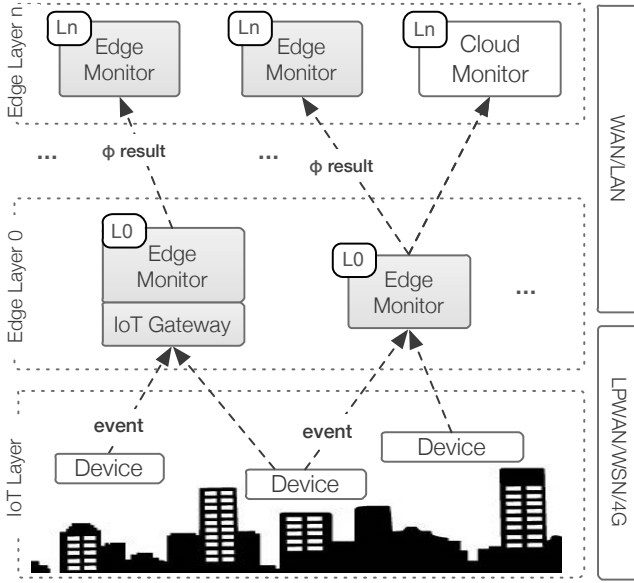 Edge Layer n
Ln
Edge
Monitor
Ln
Edge
Monitor
Ln
Cloud
Monitor
WAN/LAN
...
ϕ result
...
ϕ result
Edge Layer 0
L0
Edge
Monitor
IoT Gateway
L0
Edge
Monitor
...
LPWAN/WSN/4G
IoT Layer
event
event
Device
Device
Device